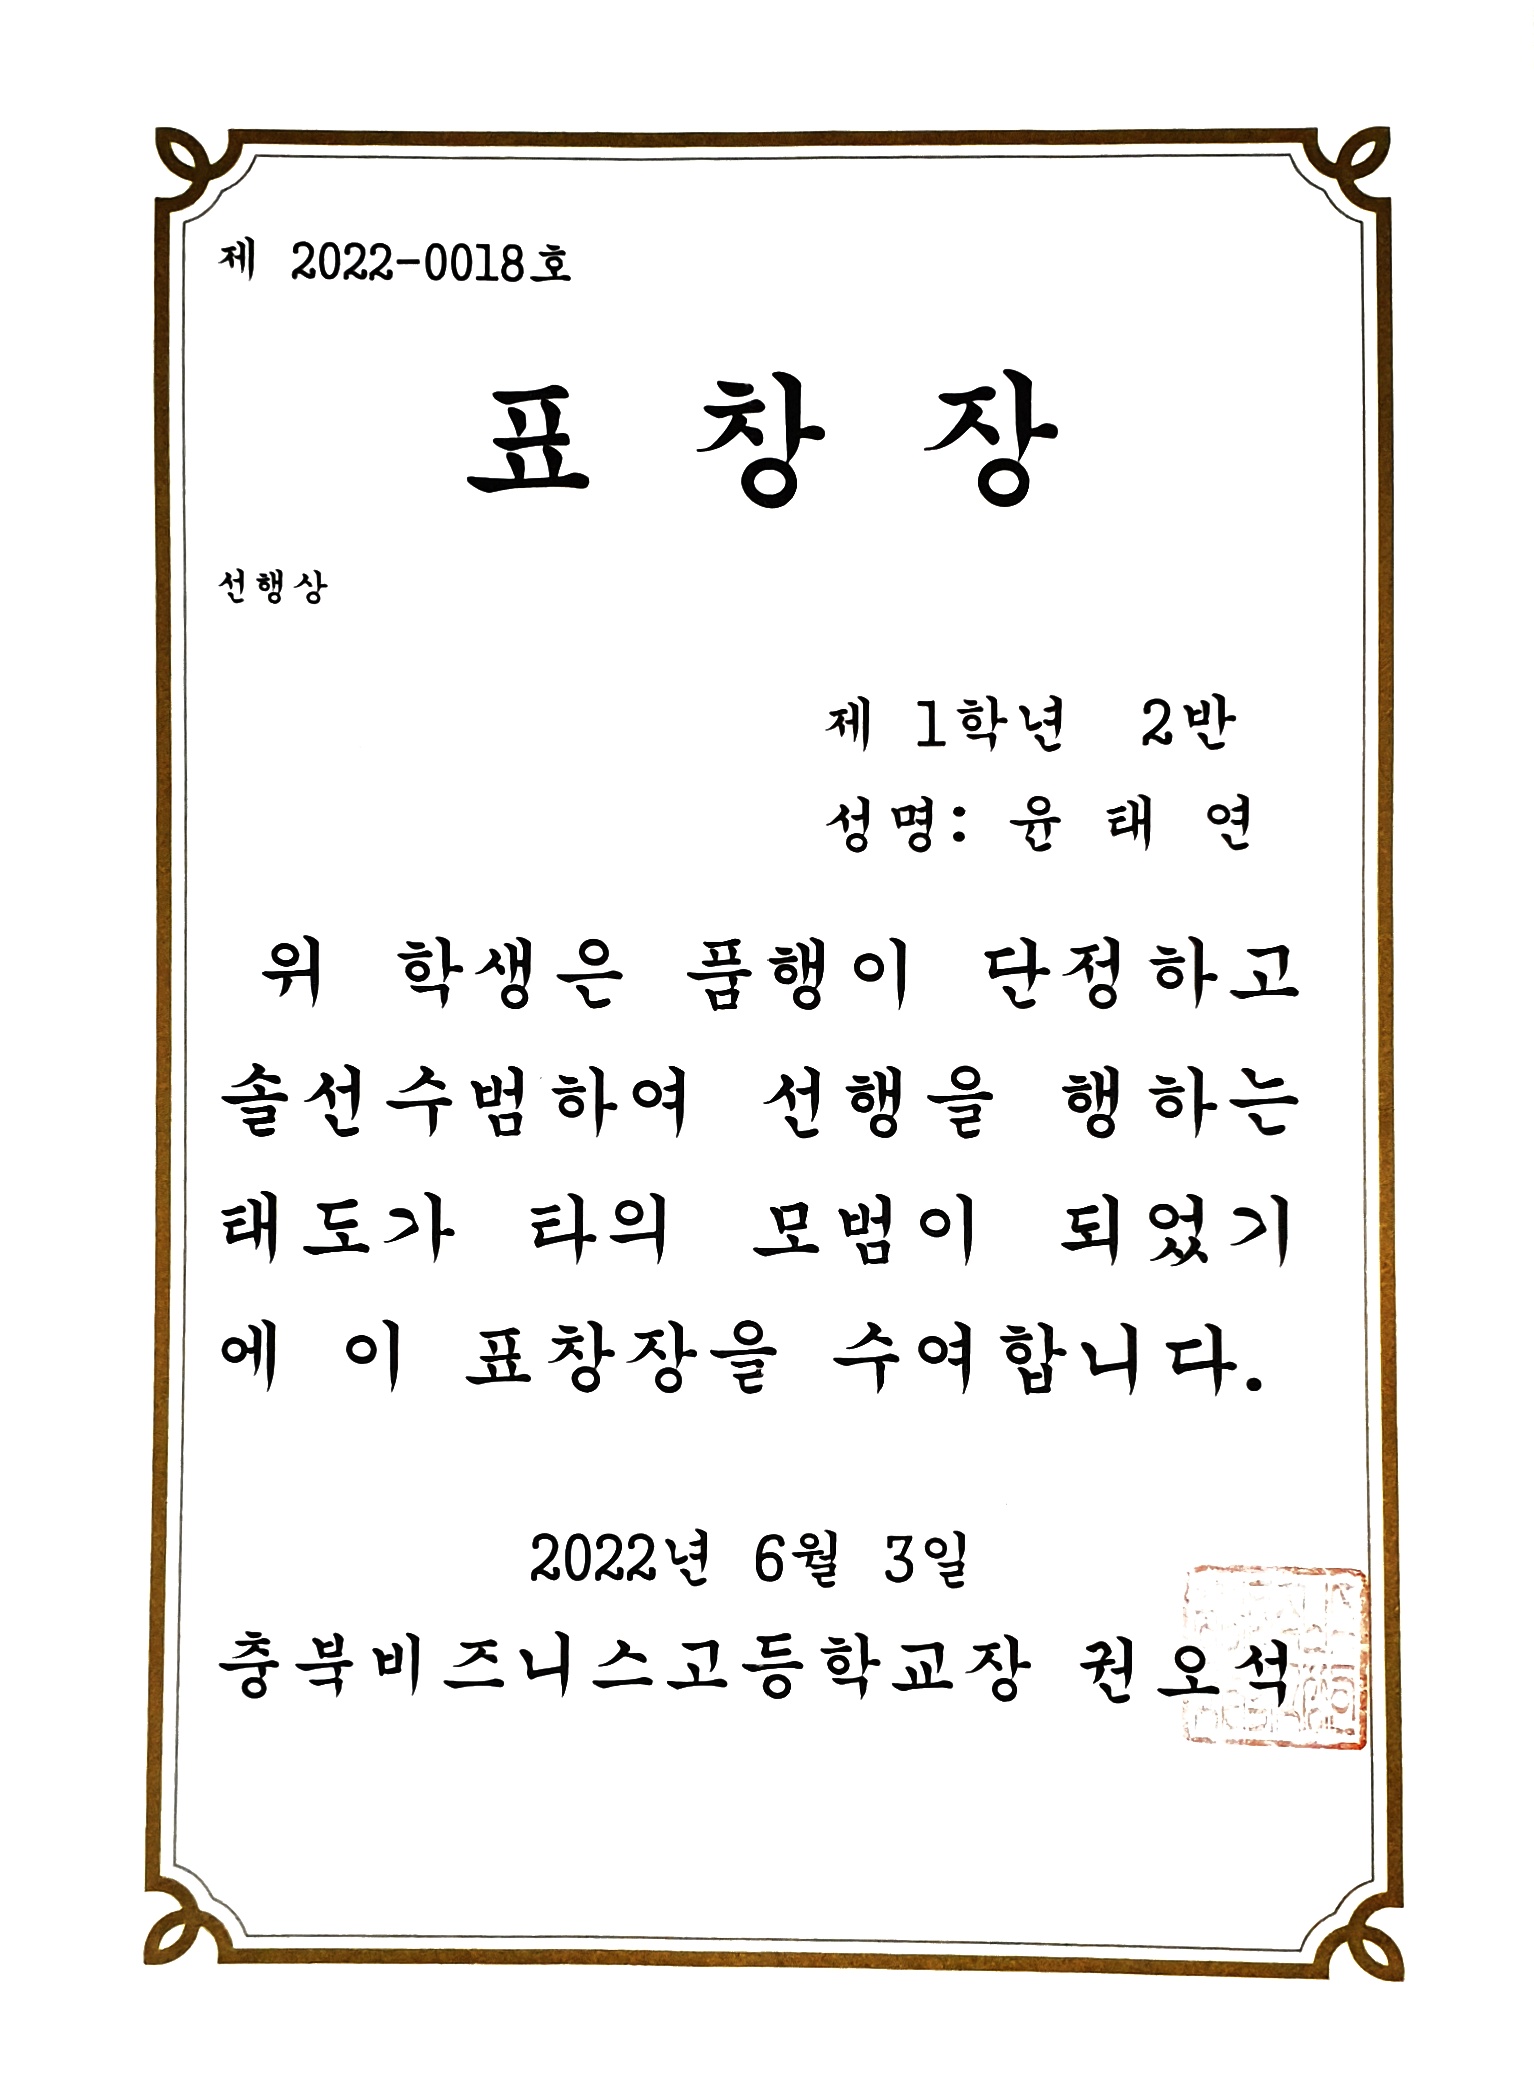 제 2022-0018호
표 창 장
선행상
제 1학년 2반
성명: 윤 태 연
위 학생은 품행이 단정하고
솔선수범하여 선행을 행하는
태도가 타의 모범이 되었기
에 이 표창장을 수여합니다.
2022년 6월 3일
충북비즈니스고등학교장 권오석